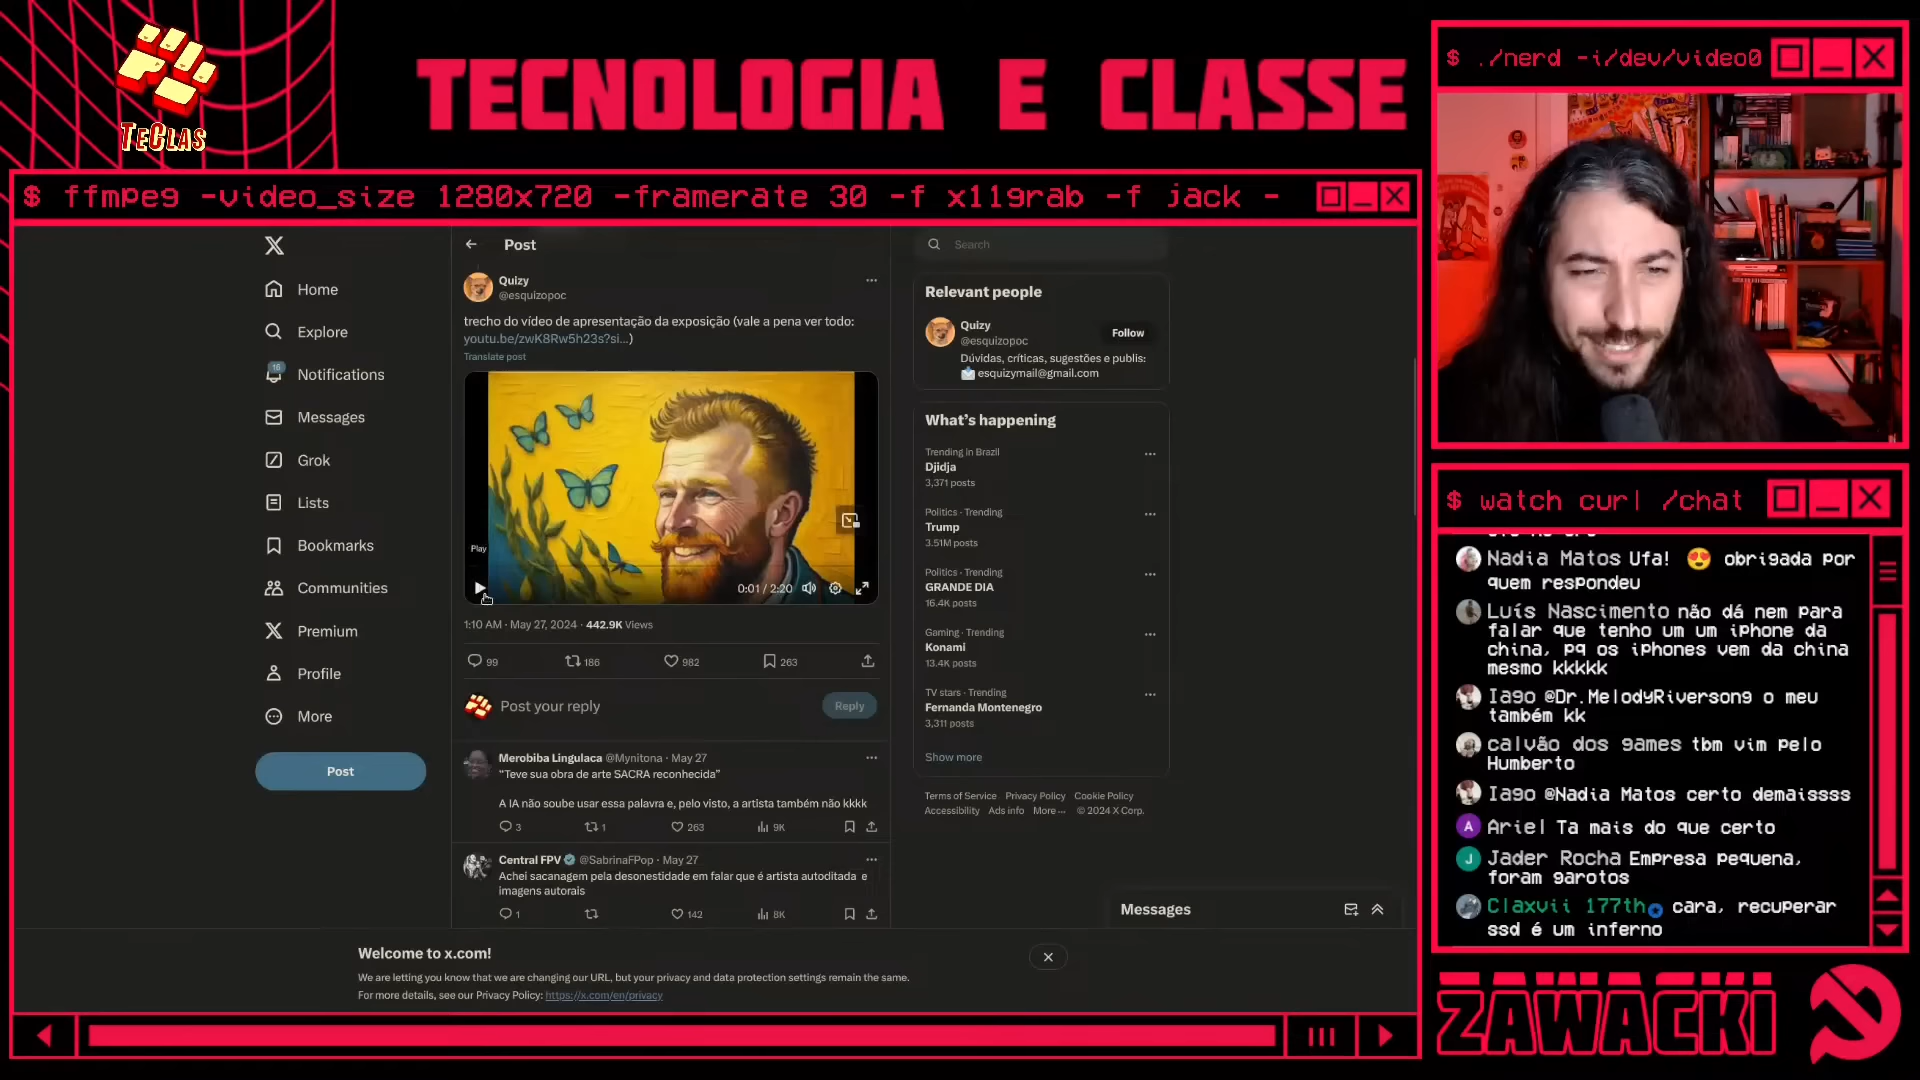 TeClas
TECNOLOGIA E CLASSE
$ ffmpeg -video_size 1280x720 -framerate 30 -f x11grab -f jack -
Post
Quizy
@esquizopoc
trecho do vídeo de apresentação da exposição (vale a pena ver todo:
youtu.be/zwK8Rw5h23s?si...)
Translate post
Play
0:01 / 2:20
1:10 AM · May 27, 2024 · 442.9K Views
99
186
982
263
Post your reply
Reply
Merobiba Lingulaca @Mynitona · May 27
“Teve sua obra de arte SACRA reconhecida”
A IA não soube usar essa palavra e, pelo visto, a artista também não kkkk
3
1
263
9K
Central FPV @SabrinaFPop · May 27
Achei sacanagem pela desonestidade em falar que é artista autoditada e
imagens autorais
1
142
8K
Home
Explore
16
Notifications
Messages
Grok
Lists
Bookmarks
Communities
Premium
Profile
More
Post
Search
Relevant people
Quizy
@esquizopoc
Follow
Dúvidas, críticas, sugestões e publis:
esquizymail@gmail.com
What’s happening
Trending in Brazil
Djidja
3,371 posts
Politics · Trending
Trump
3.51M posts
Politics · Trending
GRANDE DIA
16.4K posts
Gaming · Trending
Konami
13.4K posts
TV stars · Trending
Fernanda Montenegro
3,311 posts
Show more
Terms of Service Privacy Policy Cookie Policy
Accessibility Ads info More ··· © 2024 X Corp.
Messages
Welcome to x.com!
We are letting you know that we are changing our URL, but your privacy and data protection settings remain the same.
For more details, see our Privacy Policy: https://x.com/en/privacy
$ ./nerd -i/dev/video0
$ watch curl /chat
Nadia Matos Ufa! 😍 obrigada por
quem respondeu
Luís Nascimento não dá nem para
falar que tenho um um iphone da
china, pq os iphones vem da china
mesmo kkkkk
Iago @Dr.MelodyRiversong o meu
também kk
calvão dos games tbm vim pelo
Humberto
Iago @Nadia Matos certo demaissss
A Ariel Ta mais do que certo
J Jader Rocha Empresa pequena,
foram garotos
Claxvii 177th cara, recuperar
ssd é um inferno
ZAWACKI